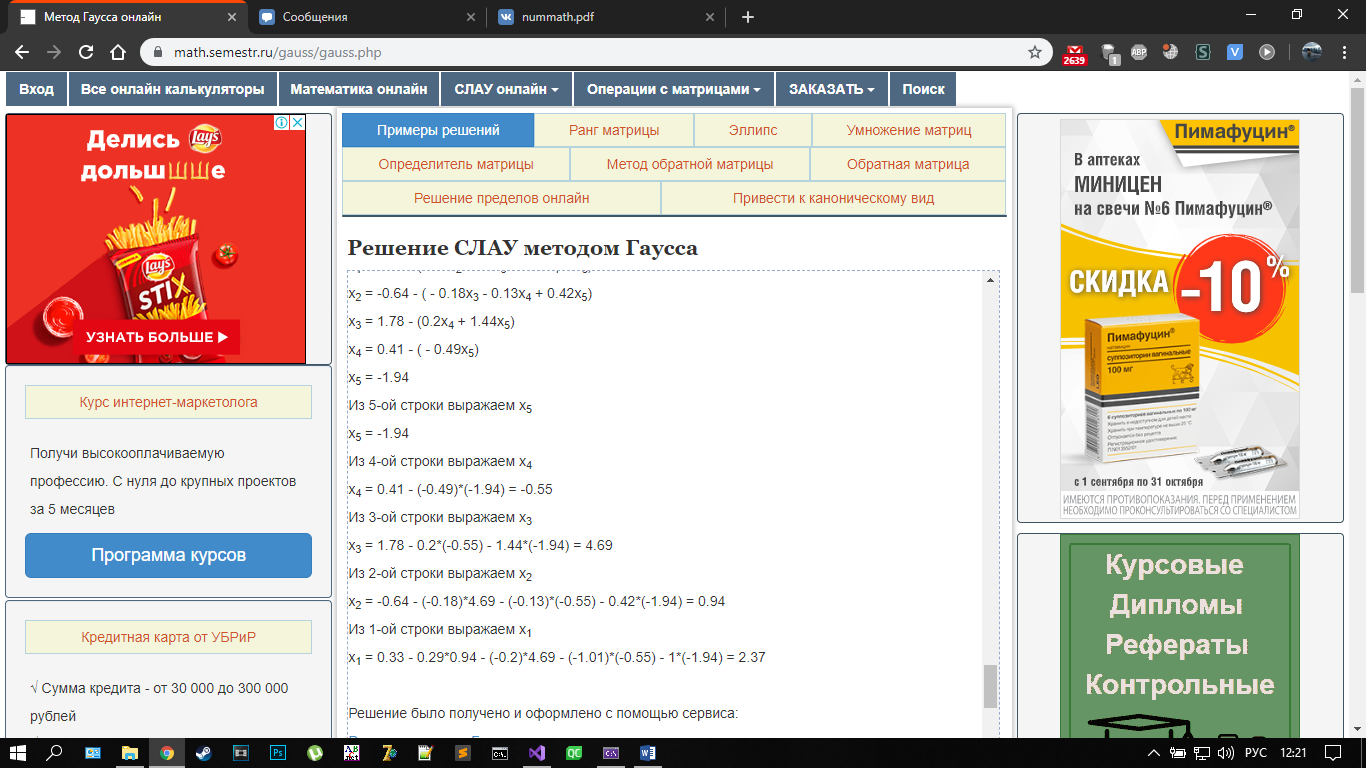 Метод Гаусса онлайн
Сообщения
nummath.pdf
math.semestr.ru/gauss/gauss.php
2639
1
ABP
Вход
Все онлайн калькуляторы
Математика онлайн
СЛАУ онлайн
Операции с матрицами
ЗАКАЗАТЬ
Поиск
Делись Lay's
дольшшше
Lay's
STIX
УЗНАТЬ БОЛЬШЕ
Курс интернет-маркетолога
Получи высокооплачиваемую
профессию. С нуля до крупных проектов
за 5 месяцев
Программа курсов
Кредитная карта от УБРиР
√ Сумма кредита - от 30 000 до 300 000
рублей
Примеры решений
Ранг матрицы
Эллипс
Умножение матриц
Определитель матрицы
Метод обратной матрицы
Обратная матрица
Решение пределов онлайн
Привести к каноническому вид
Решение СЛАУ методом Гаусса
x2 = -0.64 - ( - 0.18x3 - 0.13x4 + 0.42x5)
x3 = 1.78 - (0.2x4 + 1.44x5)
x4 = 0.41 - ( - 0.49x5)
x5 = -1.94
Из 5-ой строки выражаем x5
x5 = -1.94
Из 4-ой строки выражаем x4
x4 = 0.41 - (-0.49)*(-1.94) = -0.55
Из 3-ой строки выражаем x3
x3 = 1.78 - 0.2*(-0.55) - 1.44*(-1.94) = 4.69
Из 2-ой строки выражаем x2
x2 = -0.64 - (-0.18)*4.69 - (-0.13)*(-0.55) - 0.42*(-1.94) = 0.94
Из 1-ой строки выражаем x1
x1 = 0.33 - 0.29*0.94 - (-0.2)*4.69 - (-1.01)*(-0.55) - 1*(-1.94) = 2.37
Решение было получено и оформлено с помощью сервиса:
Пимафуцин®
В аптеках
МИНИЦЕН
на свечи №6 Пимафуцин®
СКИДКА -10%
Пимафуцин®
суппозитории вагинальные
100 мг
с 1 сентября по 31 октября
ИМЕЮТСЯ ПРОТИВОПОКАЗАНИЯ. ПЕРЕД ПРИМЕНЕНИЕМ
НЕОБХОДИМО ПРОКОНСУЛЬТИРОВАТЬСЯ СО СПЕЦИАЛИСТОМ
Курсовые
Дипломы
Рефераты
Контрольные
РУС
12:21